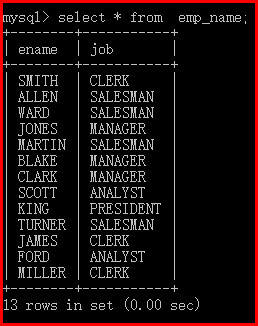 mysql> select * from  emp_name;
+--------+-----------+
| ename  | job       |
+--------+-----------+
| SMITH  | CLERK     |
| ALLEN  | SALESMAN  |
| WARD   | SALESMAN  |
| JONES  | MANAGER   |
| MARTIN | SALESMAN  |
| BLAKE  | MANAGER   |
| CLARK  | MANAGER   |
| SCOTT  | ANALYST   |
| KING   | PRESIDENT |
| TURNER | SALESMAN  |
| JAMES  | CLERK     |
| FORD   | ANALYST   |
| MILLER | CLERK     |
+--------+-----------+
13 rows in set (0.00 sec)